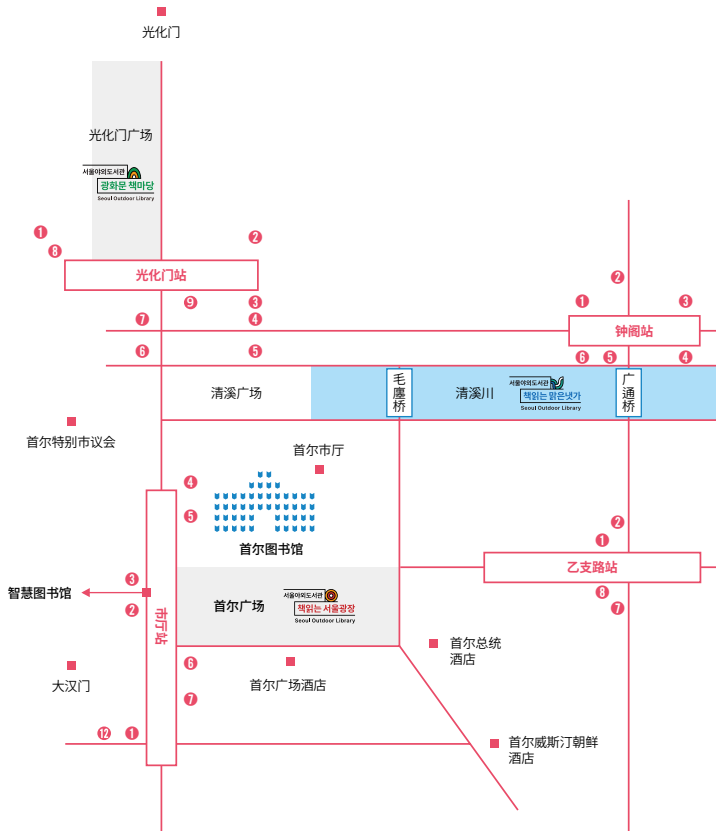 光化门
光化门广场
서울야외도서관
광화문 책마당
Seoul Outdoor Library
1
8
2
光化门站
9
3
7
4
6
5
2
1
3
钟阁站
6
5
4
清溪广场
毛廛桥
清溪川
서울야외도서관
책읽는 맑은냇가
Seoul Outdoor Library
广通桥
首尔特别市议会
首尔市厅
4
5
首尔图书馆
2
1
乙支路站
8
7
智慧图书馆
3
2
市厅站
首尔广场
서울야외도서관
책읽는 서울광장
Seoul Outdoor Library
首尔总统
酒店
大汉门
6
7
首尔广场酒店
12
1
首尔威斯汀朝鲜
酒店